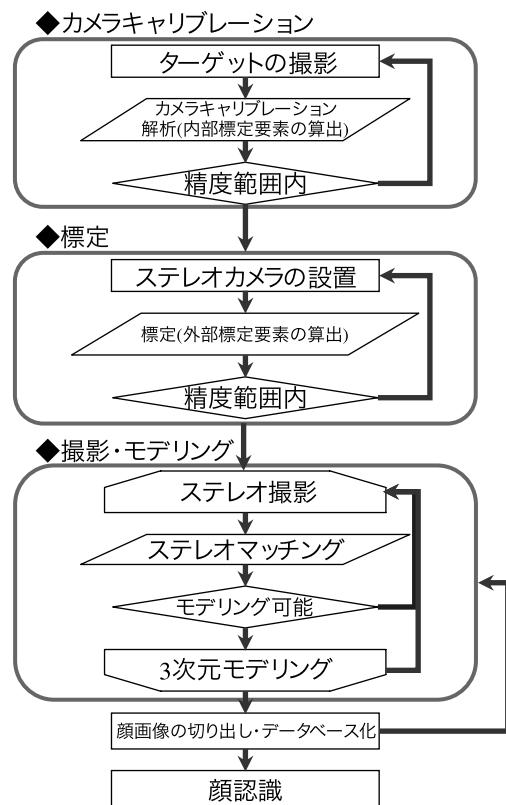 ◆カメラキャリブレーション
ターゲットの撮影
カメラキャリブレーション
解析(内部標定要素の算出)
精度範囲内
◆標定
ステレオカメラの設置
標定(外部標定要素の算出)
精度範囲内
◆撮影・モデリング
ステレオ撮影
ステレオマッチング
モデリング可能
3次元モデリング
顔画像の切り出し・データベース化
顔認識